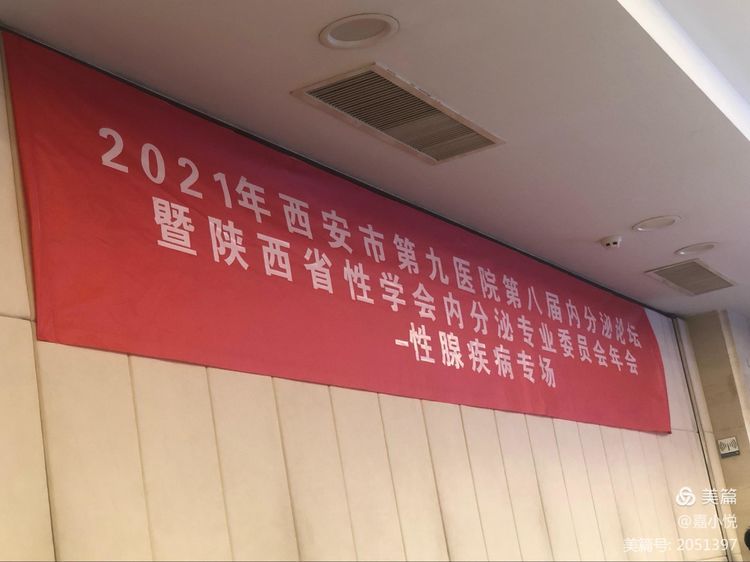 2021年西安市第九医院第八届内分泌论坛
暨陕西省性学会内分泌专业委员会年会
-性腺疾病专场
美篇
@嘉小悦
美篇号: 2051397